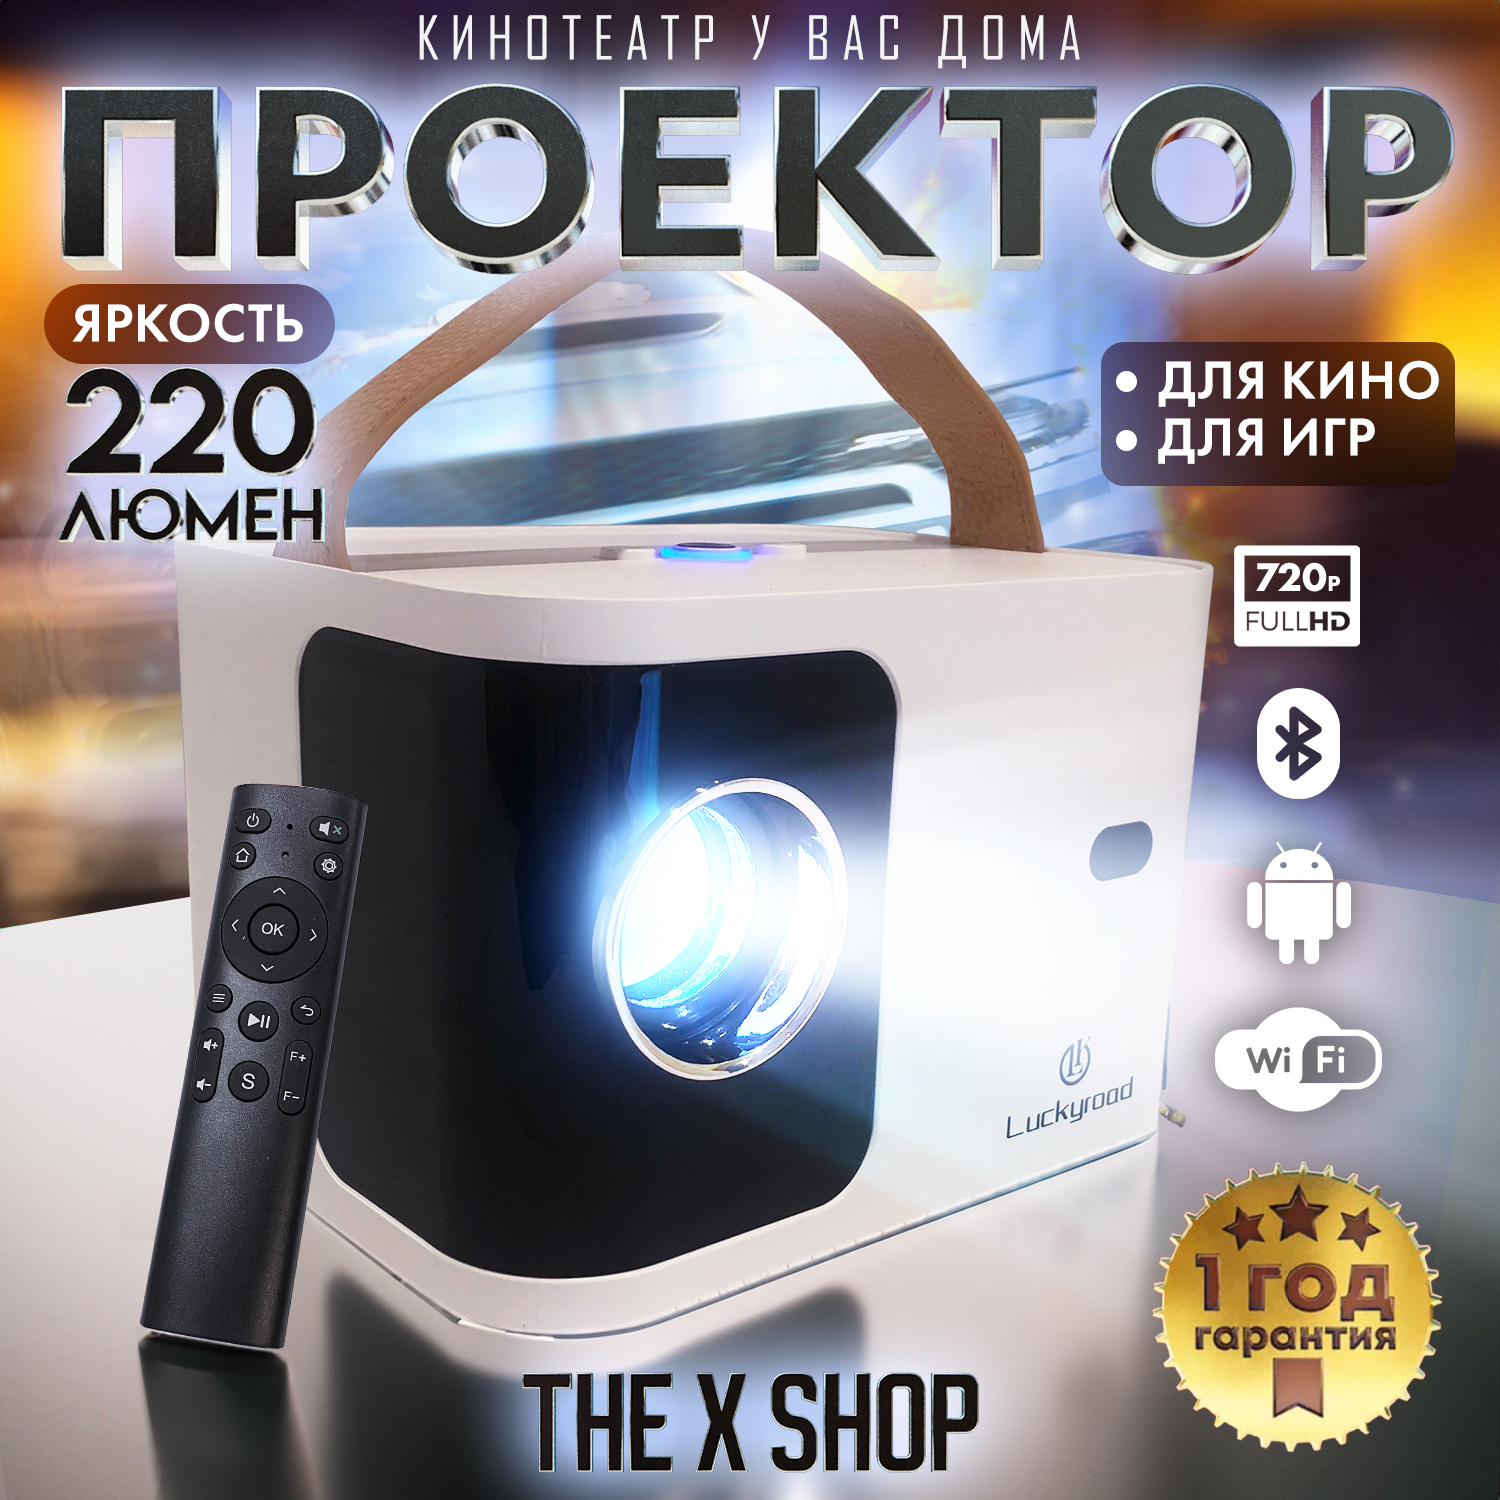 КИНОТЕАТР У ВАС ДОМА
ПРОЕКТОР
ЯРКОСТЬ
220
ЛЮМЕН
• ДЛЯ КИНО
• ДЛЯ ИГР
720P
FULLHD
Wi Fi
OK
S
F+
F-
Luckyroad
1 год
гарантия
THE X SHOP